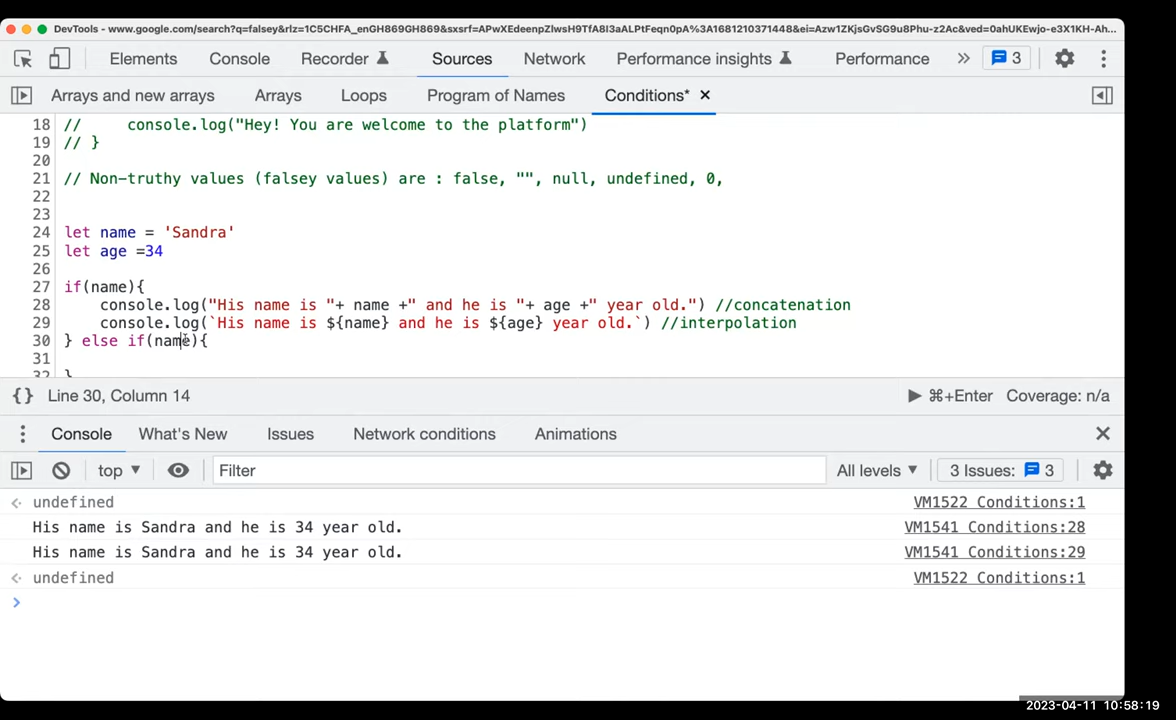 DevTools - www.google.com/search?q=falsey&rlz=1C5CHFA_enGH869GH869&sxsrf=APwXEdeenpZlwsH9TfA8I3aALPtFeqn0pA%3A1681210371448&ei=Azw1ZKjsGvSG9u8Phu-z2Ac&ved=0ahUKEwjo-e3X1KH-Ah...
Elements Console Recorder Sources Network Performance insights Performance » 3
Arrays and new arrays Arrays Loops Program of Names Conditions* ×
18 // console.log("Hey! You are welcome to the platform")
19 // }
20
21 // Non-truthy values (falsey values) are : false, "", null, undefined, 0,
22
23
24 let name = 'Sandra'
25 let age =34
26
27 if(name){
28 console.log("His name is "+ name +" and he is "+ age +" year old.") //concatenation
29 console.log(`His name is ${name} and he is ${age} year old.`) //interpolation
30 } else if(name){
31
32 }
{} Line 30, Column 14 ⌘+Enter Coverage: n/a
Console What's New Issues Network conditions Animations
top Filter All levels 3 Issues: 3
undefined VM1522 Conditions:1
His name is Sandra and he is 34 year old. VM1541 Conditions:28
His name is Sandra and he is 34 year old. VM1541 Conditions:29
undefined VM1522 Conditions:1
2023-04-11 10:58:19